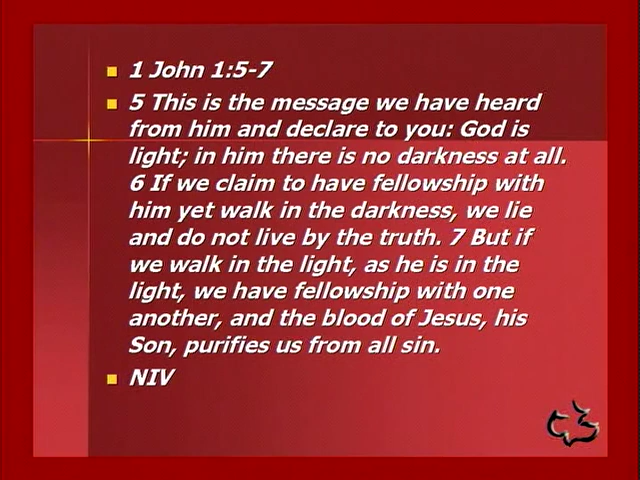 1 John 1:5-7
5 This is the message we have heard
from him and declare to you: God is
light; in him there is no darkness at all.
6 If we claim to have fellowship with
him yet walk in the darkness, we lie
and do not live by the truth. 7 But if
we walk in the light, as he is in the
light, we have fellowship with one
another, and the blood of Jesus, his
Son, purifies us from all sin.
NIV